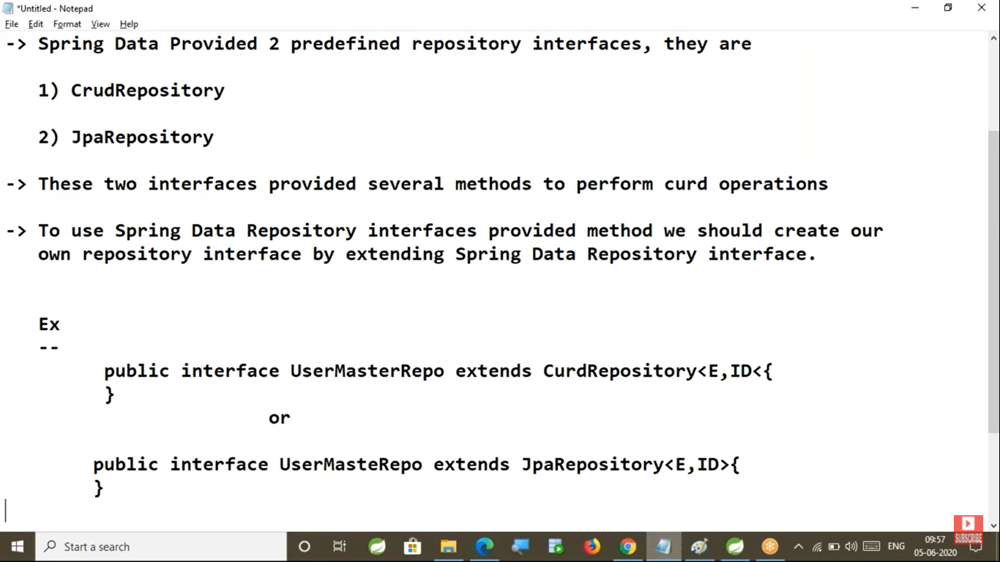 *Untitled - Notepad
File Edit Format View Help
-> Spring Data Provided 2 predefined repository interfaces, they are
1) CrudRepository
2) JpaRepository
-> These two interfaces provided several methods to perform curd operations
-> To use Spring Data Repository interfaces provided method we should create our
own repository interface by extending Spring Data Repository interface.
Ex
--
public interface UserMasterRepo extends CurdRepository<E,ID<{
}
or
public interface UserMasteRepo extends JpaRepository<E,ID>{
}
SUBSCRIBE
Start a search
ENG
09:57
05-06-2020